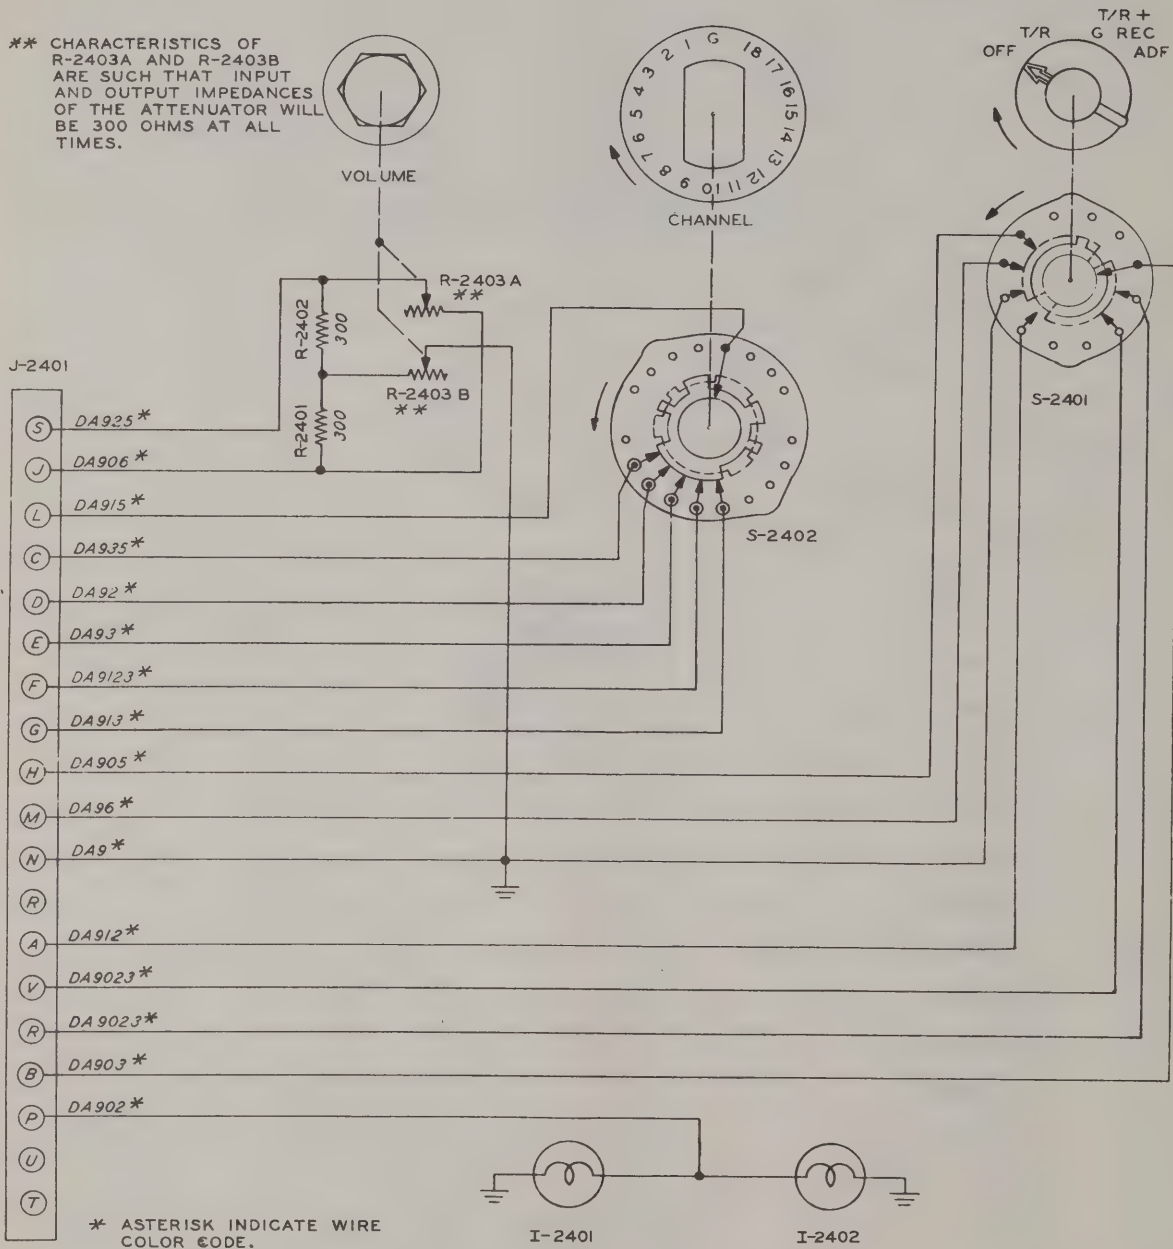 ** CHARACTERISTICS OF
R-2403A AND R-2403B
ARE SUCH THAT INPUT
AND OUTPUT IMPEDANCES
OF THE ATTENUATOR WILL
BE 300 OHMS AT ALL
TIMES.
VOLUME
G 1 2 3 4 5 6 7 8 9 10 11 12 13 14 15 16 17 18
CHANNEL
OFF
T/R
T/R +
G REC
ADF
R-2403A
**
R-2402
300
R-2403B
**
R-2401
300
S-2402
S-2401
J-2401
S DA925*
J DA906*
L DA915*
C DA935*
D DA92*
E DA93*
F DA9123*
G DA913*
H DA905*
M DA96*
N DA9*
R
A DA912*
V DA9023*
R DA9023*
B DA903*
P DA902*
U
T
I-2401
I-2402
* ASTERISK INDICATE WIRE
COLOR CODE.